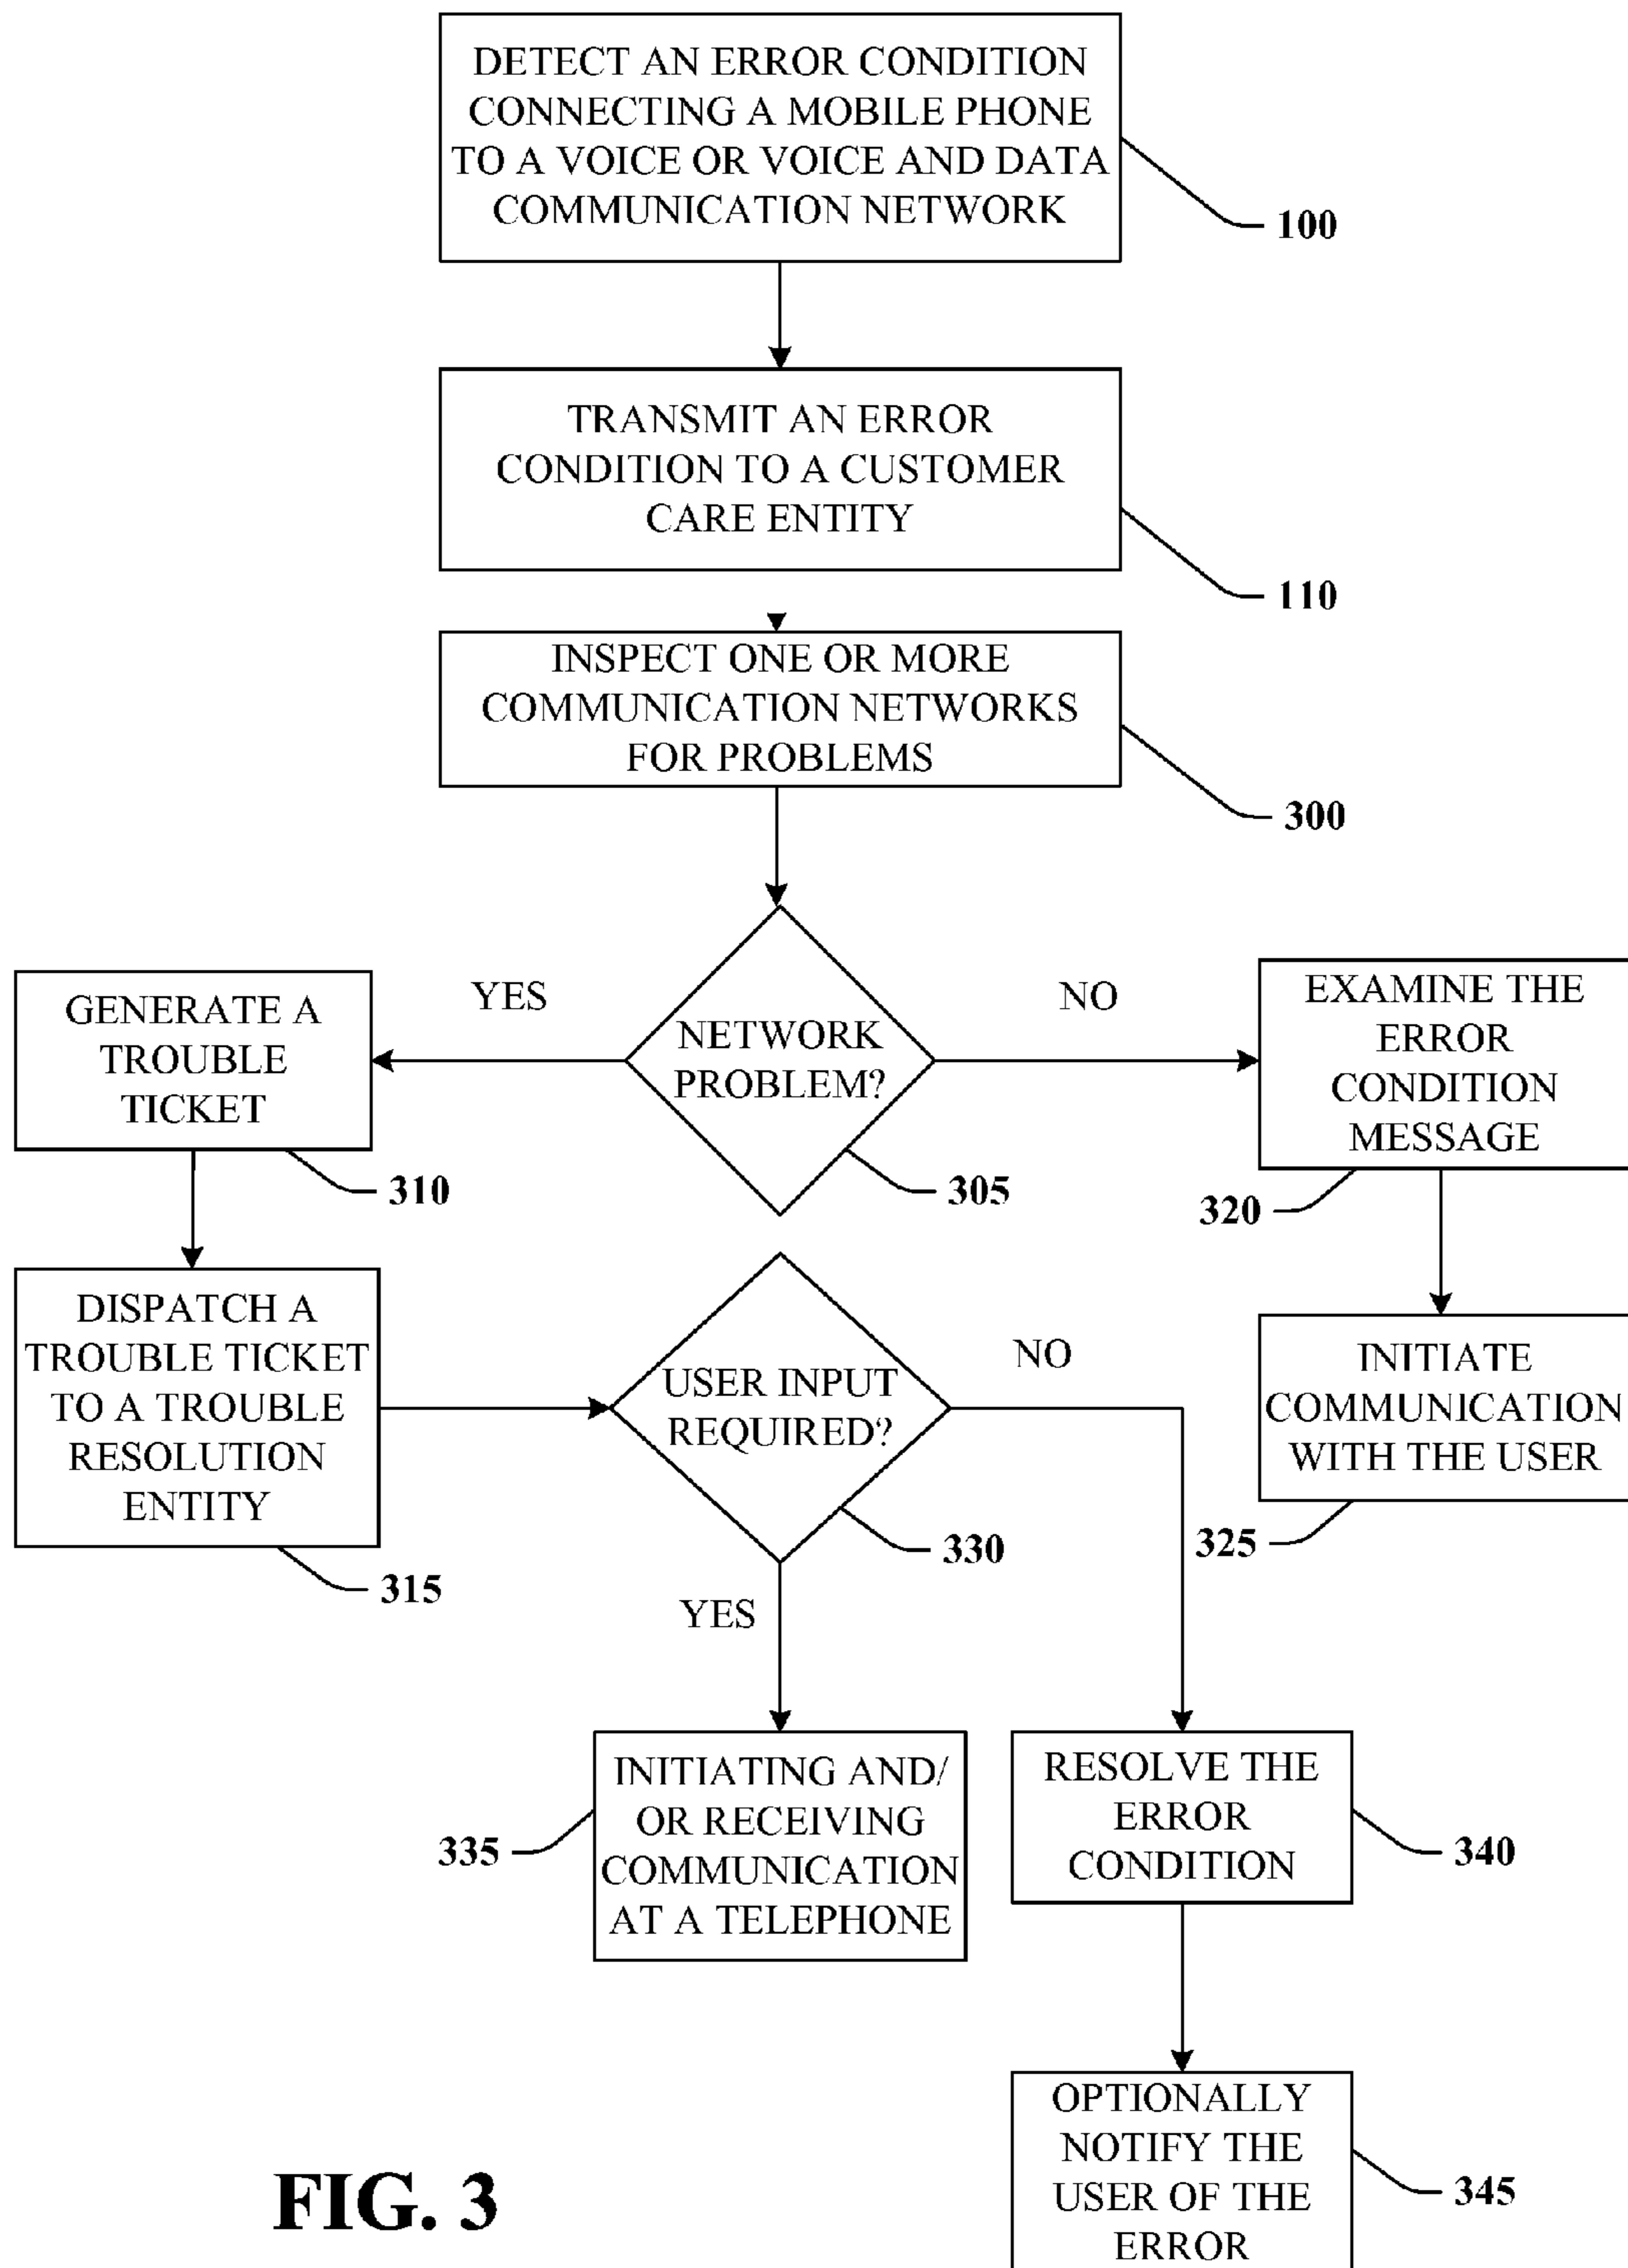 DETECT AN ERROR CONDITION
CONNECTING A MOBILE PHONE
TO A VOICE OR VOICE AND DATA
COMMUNICATION NETWORK
100
TRANSMIT AN ERROR
CONDITION TO A CUSTOMER
CARE ENTITY
110
INSPECT ONE OR MORE
COMMUNICATION NETWORKS
FOR PROBLEMS
300
NETWORK
PROBLEM?
305
YES
NO
GENERATE A
TROUBLE
TICKET
310
EXAMINE THE
ERROR
CONDITION
MESSAGE
320
DISPATCH A
TROUBLE TICKET
TO A TROUBLE
RESOLUTION
ENTITY
315
USER INPUT
REQUIRED?
330
NO
YES
INITIATE
COMMUNICATION
WITH THE USER
325
INITIATING AND/
OR RECEIVING
COMMUNICATION
AT A TELEPHONE
335
RESOLVE THE
ERROR
CONDITION
340
OPTIONALLY
NOTIFY THE
USER OF THE
ERROR
345
FIG. 3